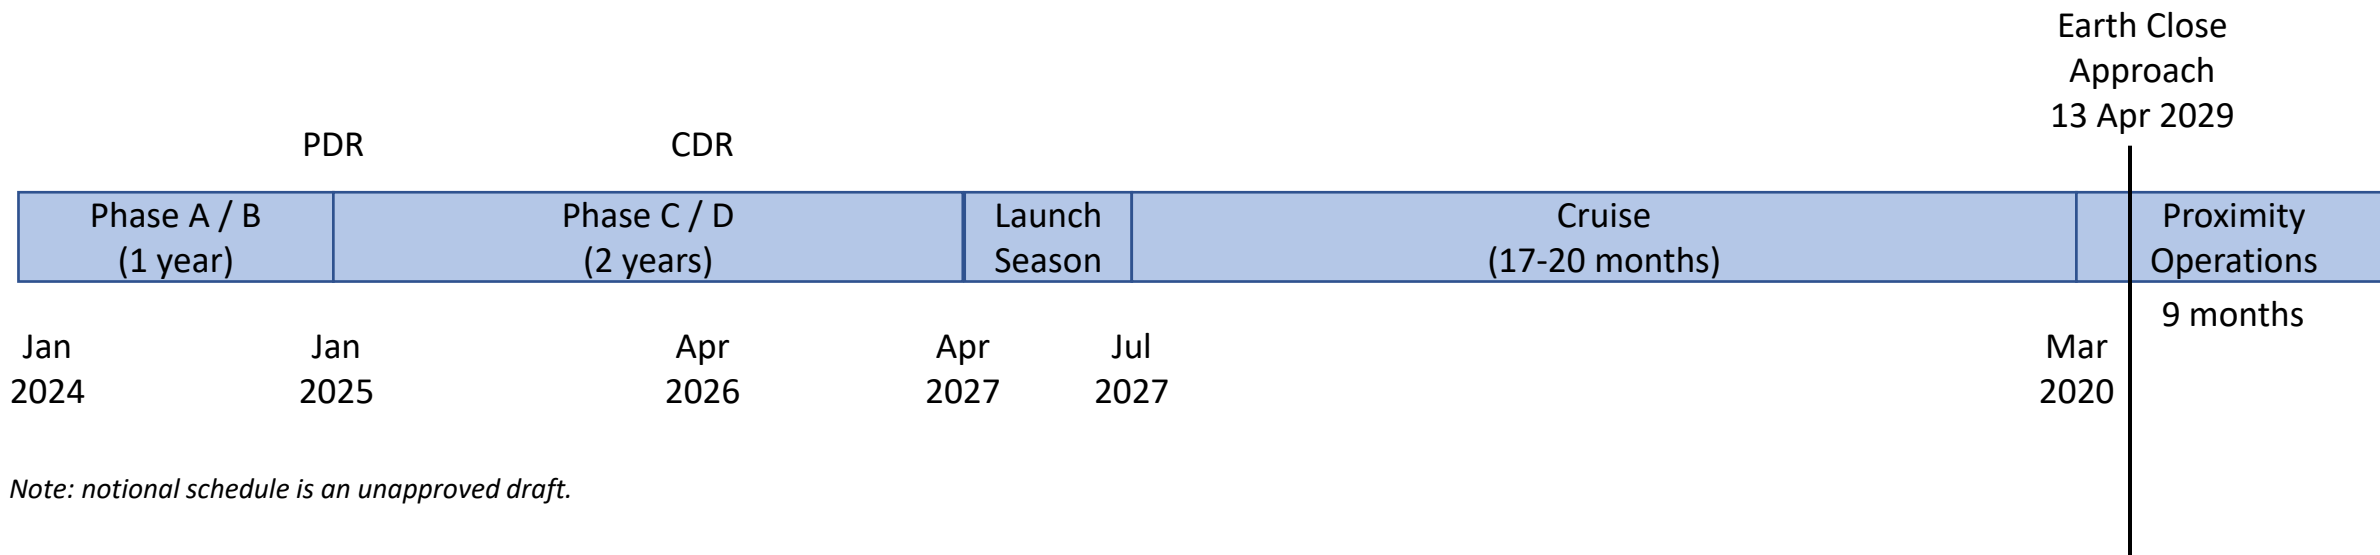 Earth Close
Approach
13 Apr 2029
PDR
CDR
Phase A / B
(1 year)
Phase C / D
(2 years)
Launch
Season
Cruise
(17-20 months)
Proximity
Operations
9 months
Jan
2024
Jan
2025
Apr
2026
Apr
2027
Jul
2027
Mar
2020
Note: notional schedule is an unapproved draft.